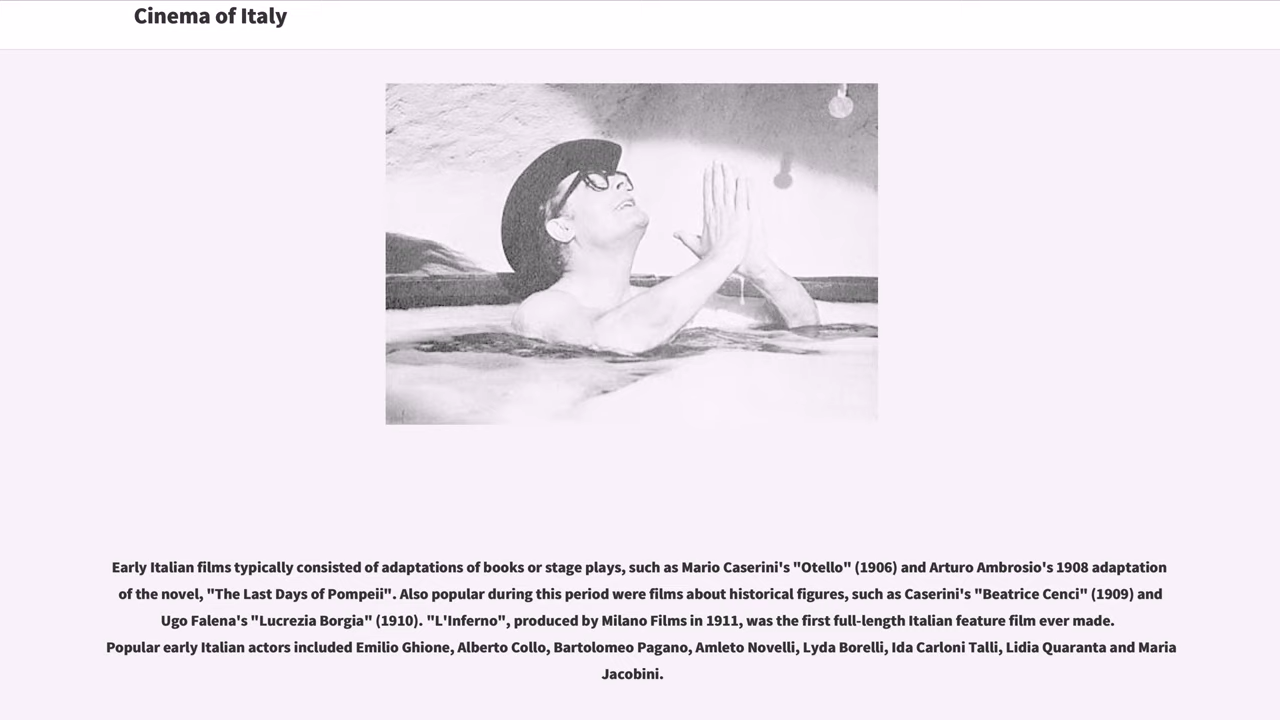 Cinema of Italy
Early Italian films typically consisted of adaptations of books or stage plays, such as Mario Caserini's "Otello" (1906) and Arturo Ambrosio's 1908 adaptation
of the novel, "The Last Days of Pompeii". Also popular during this period were films about historical figures, such as Caserini's "Beatrice Cenci" (1909) and
Ugo Falena's "Lucrezia Borgia" (1910). "L'Inferno", produced by Milano Films in 1911, was the first full-length Italian feature film ever made.
Popular early Italian actors included Emilio Ghione, Alberto Collo, Bartolomeo Pagano, Amleto Novelli, Lyda Borelli, Ida Carloni Talli, Lidia Quaranta and Maria
Jacobini.